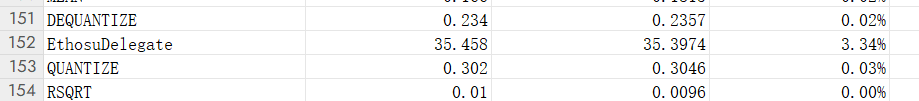 151 DEQUANTIZE 0.234 0.2357 0.02%
152 EthosuDelegate 35.458 35.3974 3.34%
153 QUANTIZE 0.302 0.3046 0.03%
154 RSQRT 0.01 0.0096 0.00%